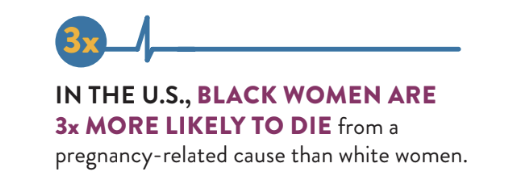 3x
IN THE U.S., BLACK WOMEN ARE
3x MORE LIKELY TO DIE from a
pregnancy-related cause than white women.